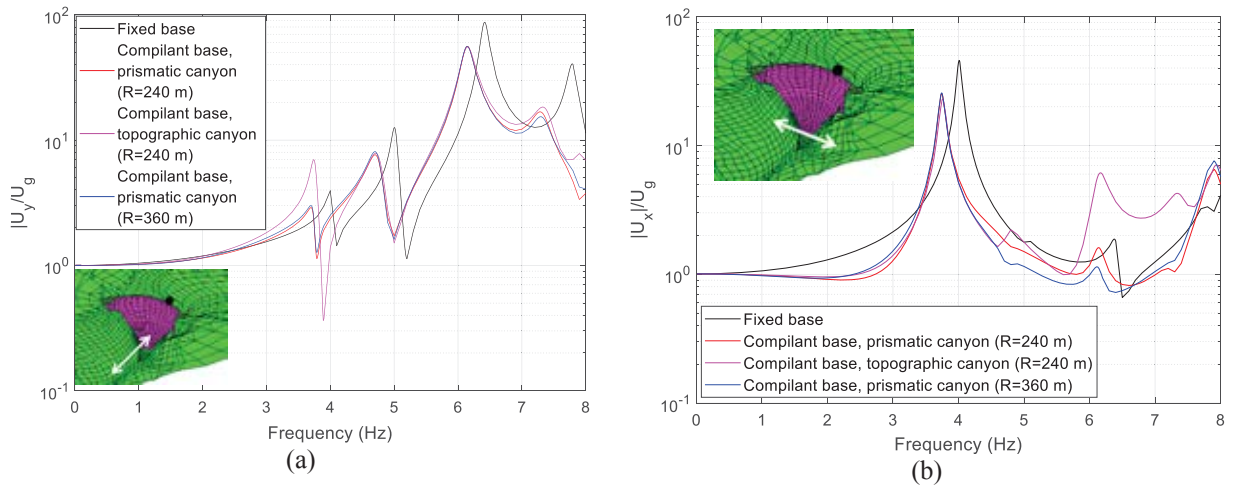 10^2
10^1
10^0
10^-1
|U_y|/U_g
Fixed base
Compilant base,
prismatic canyon
(R=240 m)
Compilant base,
topographic canyon
(R=240 m)
Compilant base,
prismatic canyon
(R=360 m)
0 1 2 3 4 5 6 7 8
Frequency (Hz)
(a)
10^2
10^1
10^0
10^-1
|U_x|/U_g
Fixed base
Compilant base, prismatic canyon (R=240 m)
Compilant base, topographic canyon (R=240 m)
Compilant base, prismatic canyon (R=360 m)
0 1 2 3 4 5 6 7 8
Frequency (Hz)
(b)